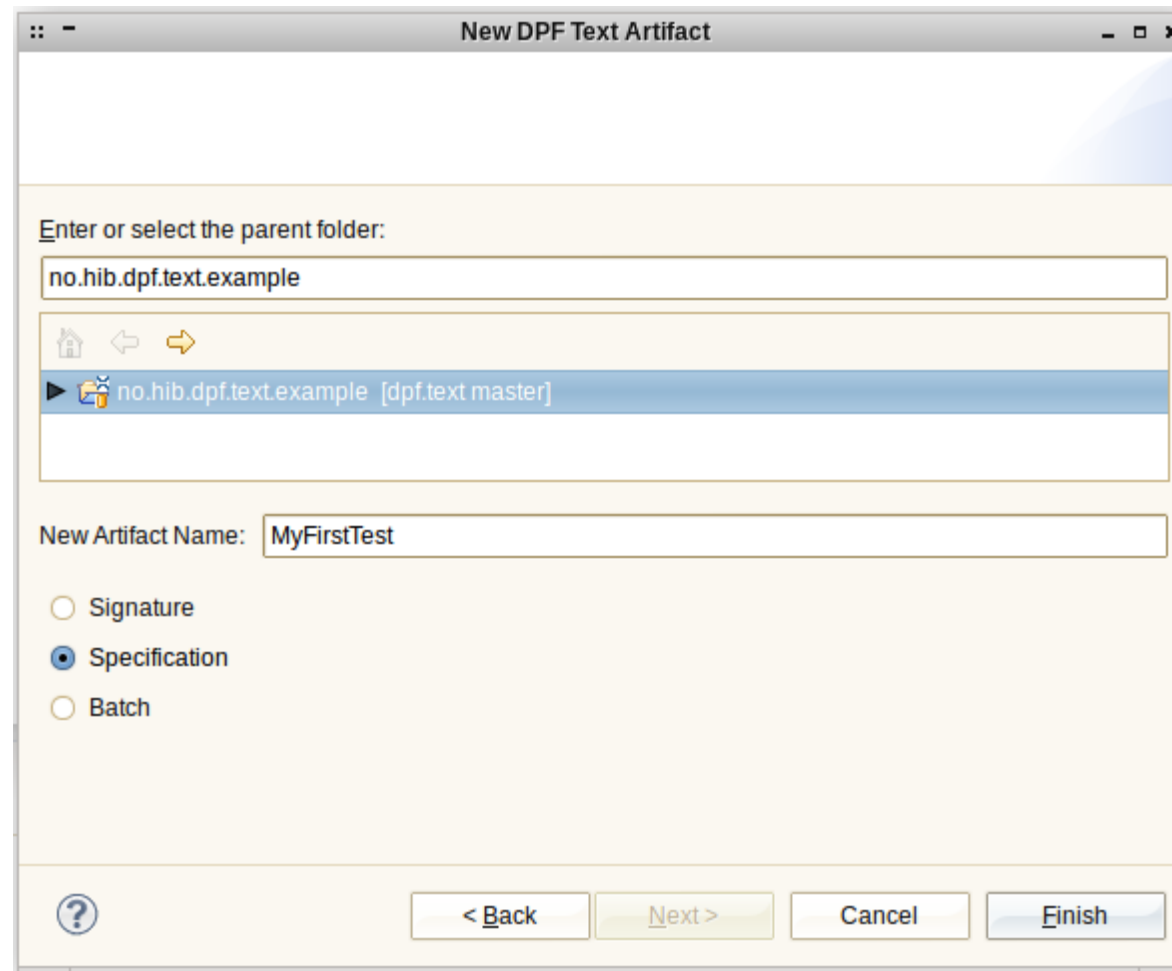 New DPF Text Artifact
Enter or select the parent folder:
no.hib.dpf.text.example
no.hib.dpf.text.example [dpf.text master]
New Artifact Name: MyFirstTest
Signature
Specification
Batch
? < Back Next > Cancel Finish